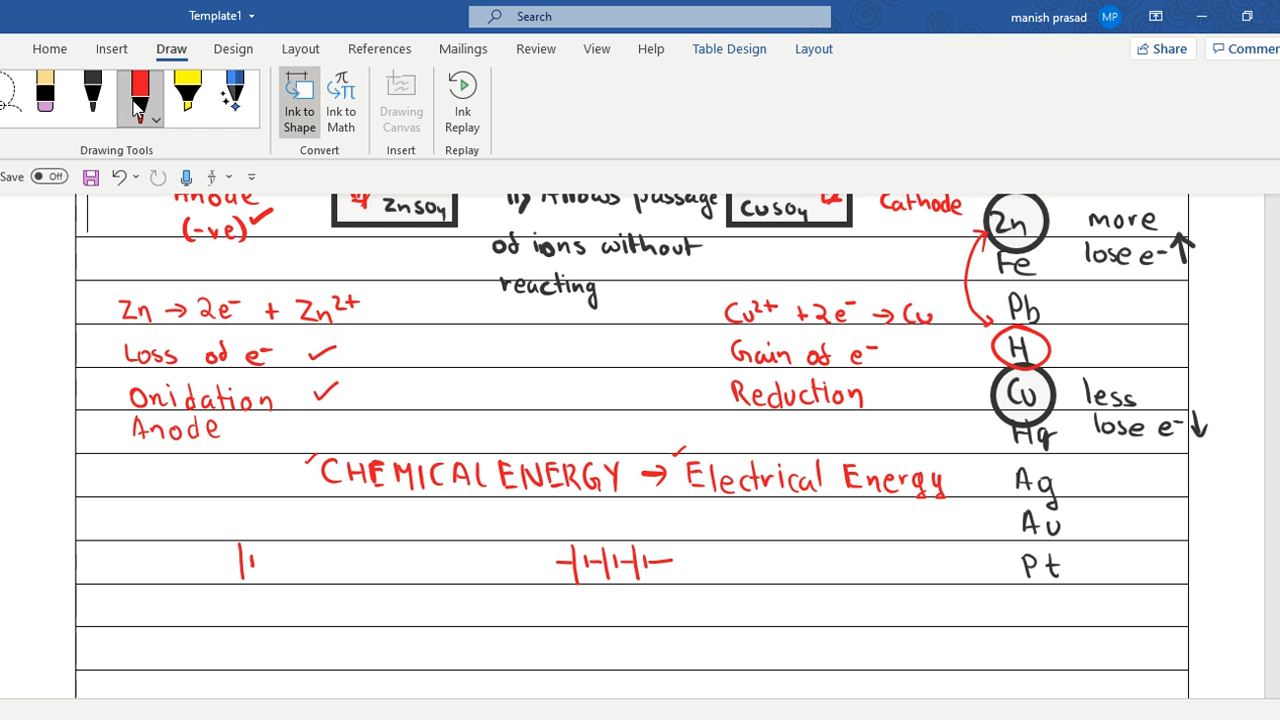 Template1
Search
manish prasad MP
Home Insert Draw Design Layout References Mailings Review View Help Table Design Layout
Share Comme
Ink to Shape
Ink to Math
Drawing Canvas
Ink Replay
Drawing Tools Convert Insert Replay
Save Off
Anode
(-ve)
ZnSO4
ii) Allows passage
of ions without
reacting
CuSO4
Cathode
Zn → 2e⁻ + Zn²⁺
Loss of e⁻ ✓
Onidation ✓
Anode
Cu²⁺ + 2e⁻ → Cu
Gain of e⁻
Reduction
CHEMICAL ENERGY → Electrical Energy
Zn more
lose e⁻ ↑
Fe
Pb
H
Cu less
lose e⁻ ↓
Hg
Ag
Au
Pt